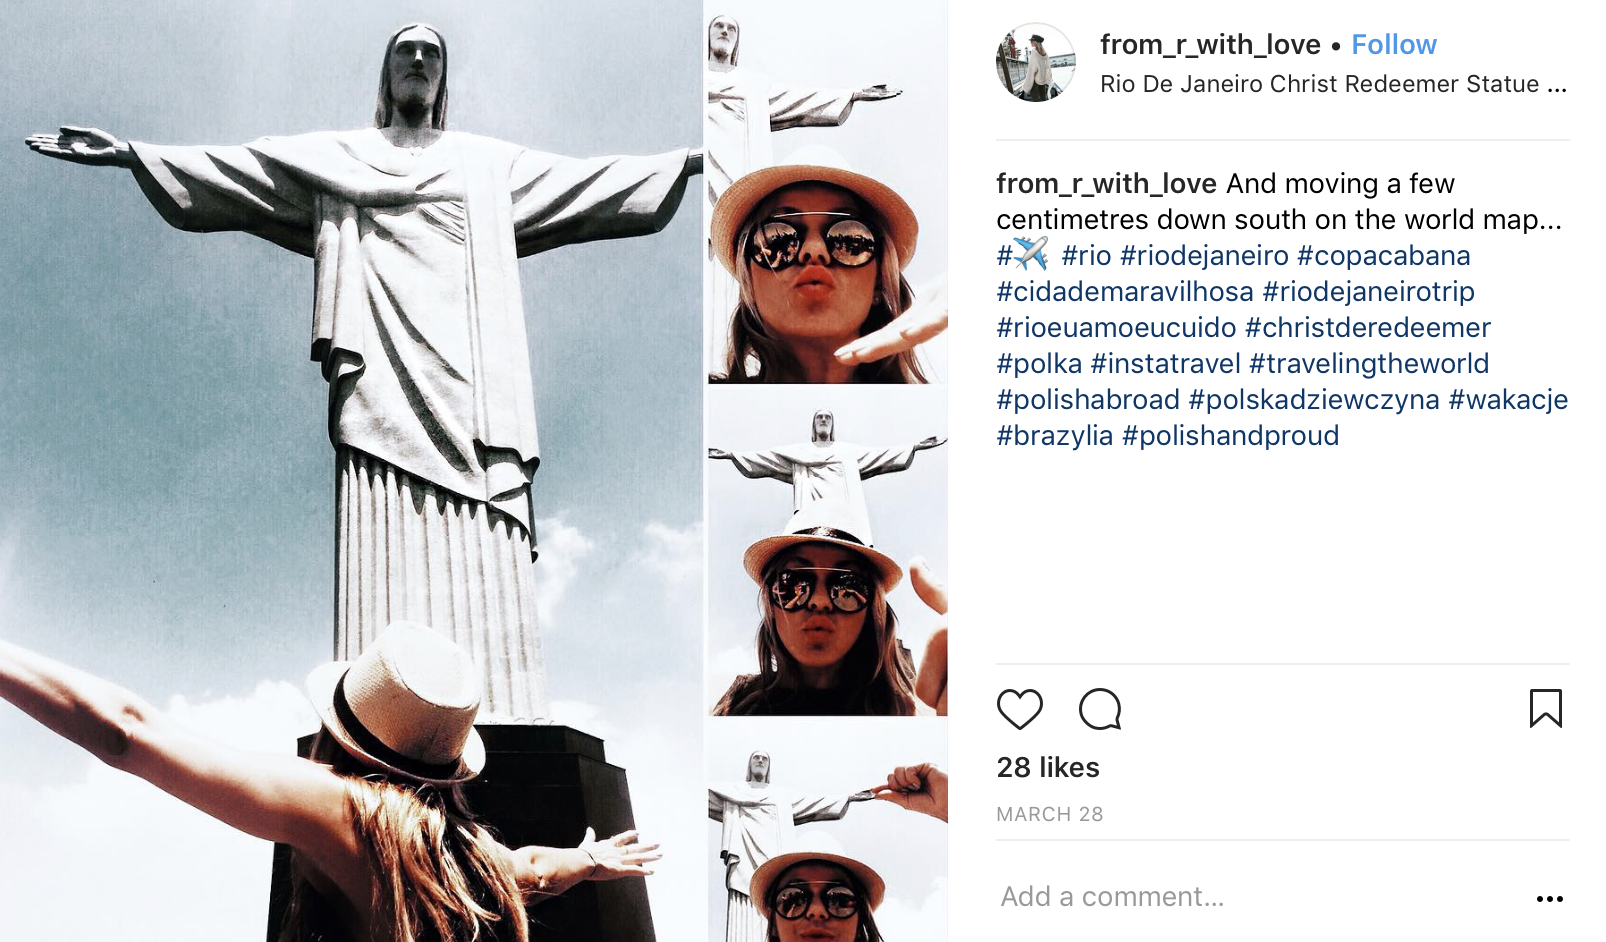 from_r_with_love • Follow
Rio De Janeiro Christ Redeemer Statue ...
from_r_with_love And moving a few
centimetres down south on the world map...
#✈️ #rio #riodejaneiro #copacabana
#cidademaravilhosa #riodejaneirotrip
#rioeuamoeucuido #christderedeemer
#polka #instatravel #travelingtheworld
#polishabroad #polskadziewczyna #wakacje
#brazylia #polishandproud
28 likes
MARCH 28
Add a comment...